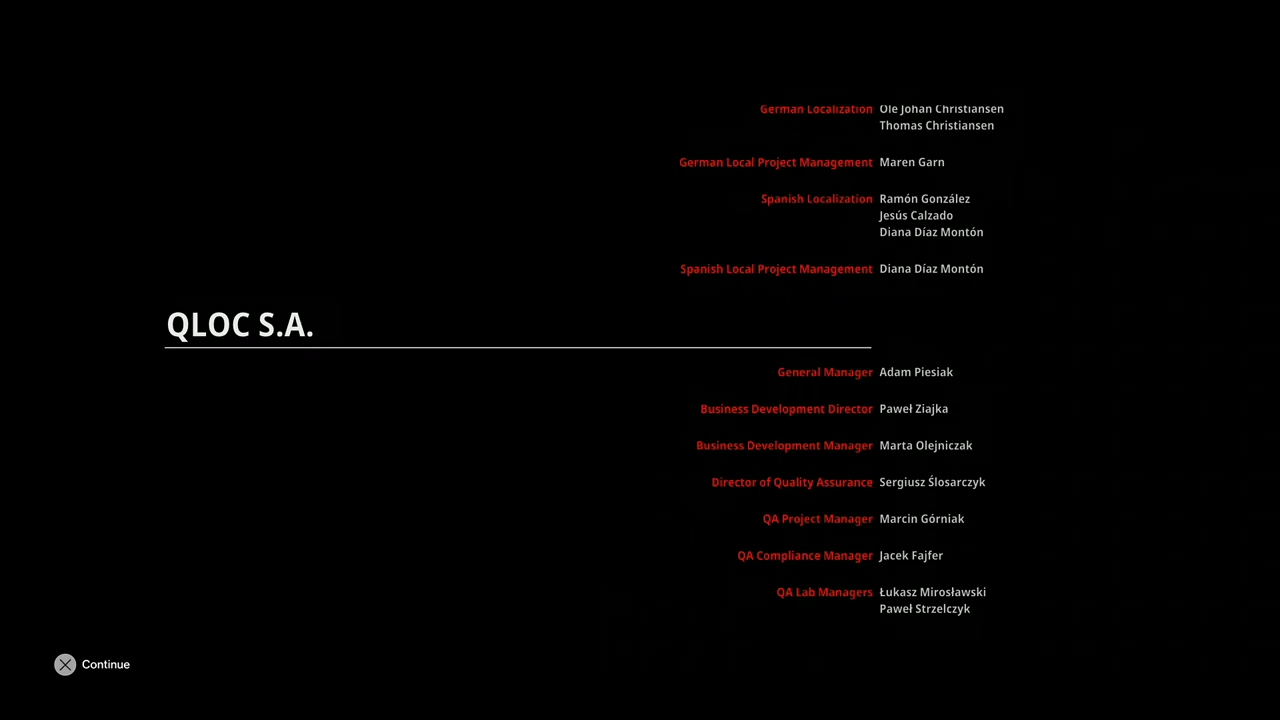 German Localization Ole Johan Christiansen
Thomas Christiansen
German Local Project Management Maren Garn
Spanish Localization Ramón González
Jesús Calzado
Diana Díaz Montón
Spanish Local Project Management Diana Díaz Montón
QLOC S.A.
General Manager Adam Piesiak
Business Development Director Paweł Ziajka
Business Development Manager Marta Olejniczak
Director of Quality Assurance Sergiusz Ślosarczyk
QA Project Manager Marcin Górniak
QA Compliance Manager Jacek Fajfer
QA Lab Managers Łukasz Mirosławski
Paweł Strzelczyk
Continue